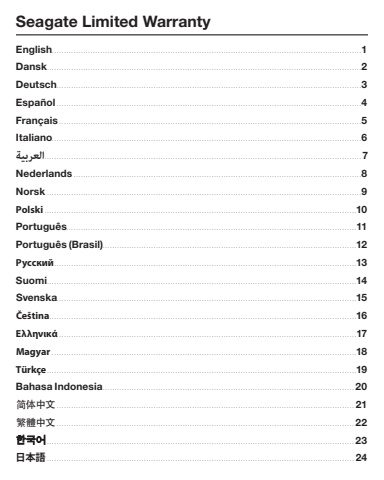 Seagate Limited Warranty
English 1
Dansk 2
Deutsch 3
Español 4
Français 5
Italiano 6
العربية 7
Nederlands 8
Norsk 9
Polski 10
Português 11
Português (Brasil) 12
Русский 13
Suomi 14
Svenska 15
Čeština 16
Ελληνικά 17
Magyar 18
Türkçe 19
Bahasa Indonesia 20
简体中文 21
繁體中文 22
한국어 23
日本語 24